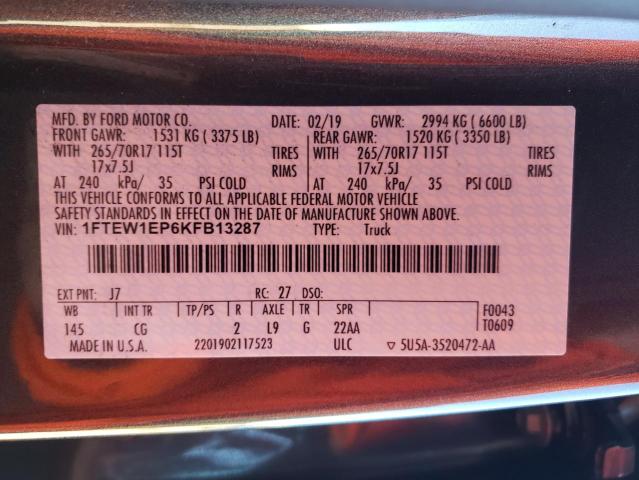 MFD. BY FORD MOTOR CO. DATE: 02/19 GVWR: 2994 KG ( 6600 LB)
FRONT GAWR: 1531 KG ( 3375 LB) REAR GAWR: 1520 KG ( 3350 LB)
WITH 265/70R17 115T TIRES WITH 265/70R17 115T TIRES
17x7.5J RIMS 17x7.5J RIMS
AT 240 kPa/ 35 PSI COLD AT 240 kPa/ 35 PSI COLD
THIS VEHICLE CONFORMS TO ALL APPLICABLE FEDERAL MOTOR VEHICLE
SAFETY STANDARDS IN EFFECT ON THE DATE OF MANUFACTURE SHOWN ABOVE.
VIN: 1FTEW1EP6KFB13287 TYPE: Truck
EXT PNT: J7 RC: 27 DSO:
WB INT TR TP/PS R AXLE TR SPR F0043
145 CG 2 L9 G 22AA T0609
MADE IN U.S.A. 2201902117523 ULC ▽ 5U5A-3520472-AA